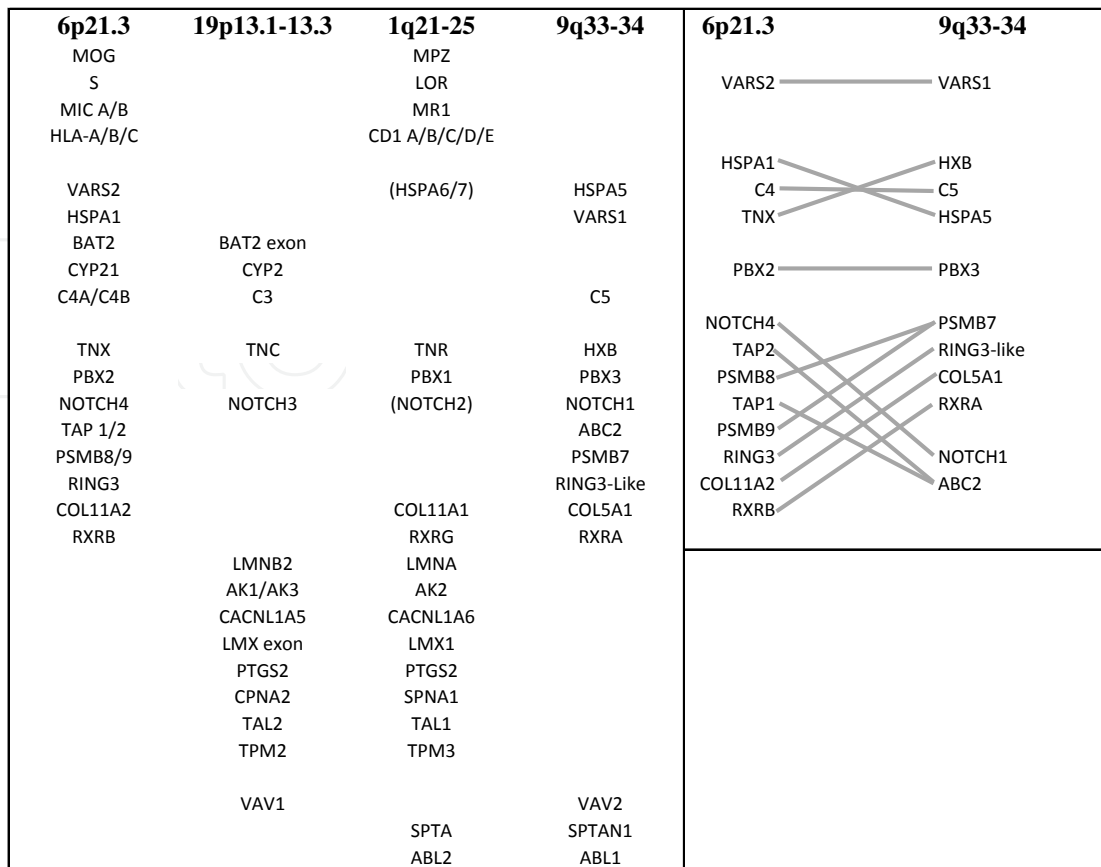 6p21.3 19p13.1-13.3 1q21-25 9q33-34
MOG MPZ
S LOR
MIC A/B MR1
HLA-A/B/C CD1 A/B/C/D/E
VARS2 (HSPA6/7) HSPA5
HSPA1 VARS1
BAT2 BAT2 exon
CYP21 CYP2
C4A/C4B C3 C5
TNX TNC TNR HXB
PBX2 PBX1 PBX3
NOTCH4 NOTCH3 (NOTCH2) NOTCH1
TAP 1/2 ABC2
PSMB8/9 PSMB7
RING3 RING3-Like
COL11A2 COL11A1 COL5A1
RXRB RXRG RXRA
LMNB2 LMNA
AK1/AK3 AK2
CACNL1A5 CACNL1A6
LMX exon LMX1
PTGS2 PTGS2
CPNA2 SPNA1
TAL2 TAL1
TPM2 TPM3
VAV1 VAV2
SPTA SPTAN1
ABL2 ABL1
6p21.3 9q33-34
VARS2 VARS1
HSPA1 HXB
C4 C5
TNX HSPA5
PBX2 PBX3
NOTCH4 PSMB7
TAP2 RING3-like
PSMB8 COL5A1
TAP1 RXRA
PSMB9
RING3 NOTCH1
COL11A2 ABC2
RXRB